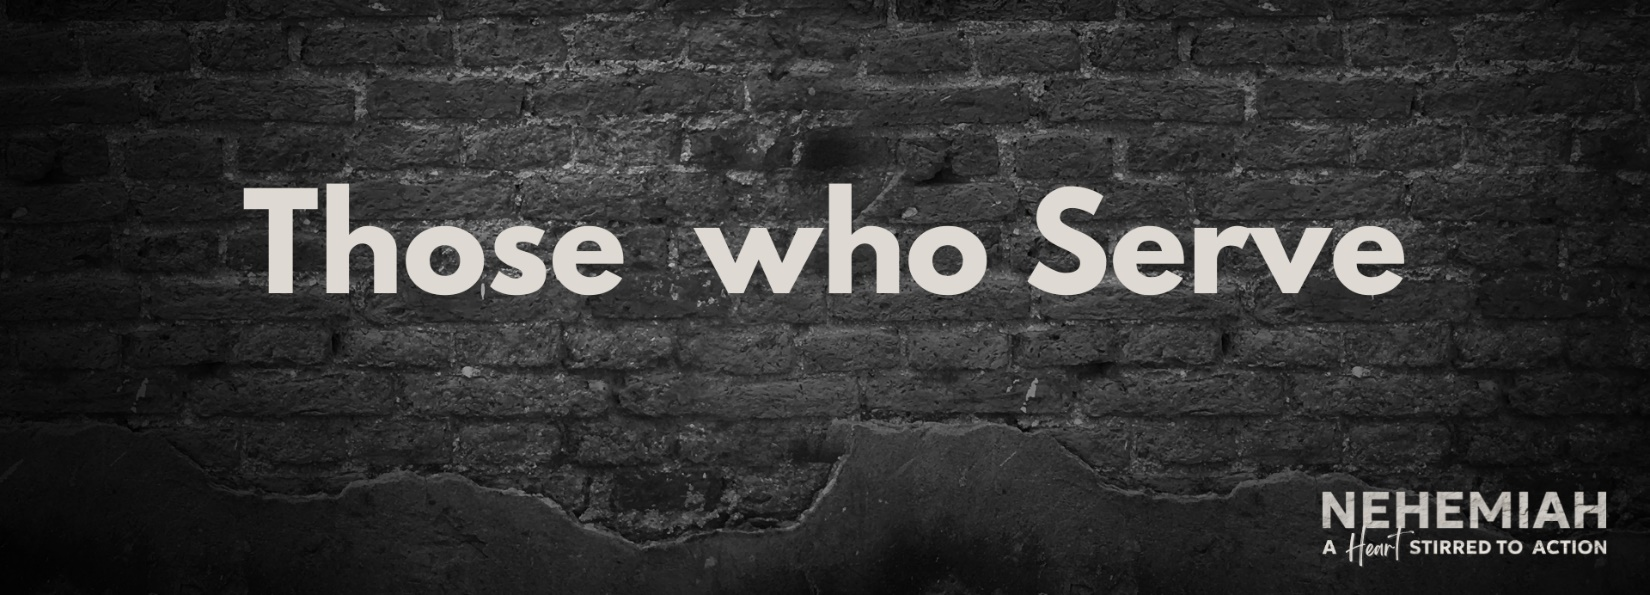 Those who Serve
NEHEMIAH
A Heart STIRRED TO ACTION